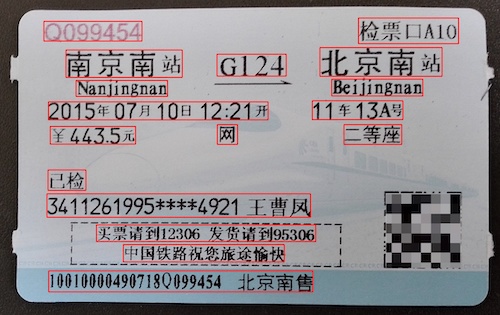 Q099454 检票口A10
南京南站 G124 北京南站
Nanjingnan Beijingnan
2015年07月10日 12:21开 11车13A号
￥443.5元 网 二等座
已检
3411261995****4921 王曹凤
买票请到12306 发货请到95306
中国铁路祝您旅途愉快
10010000490718Q099454 北京南售